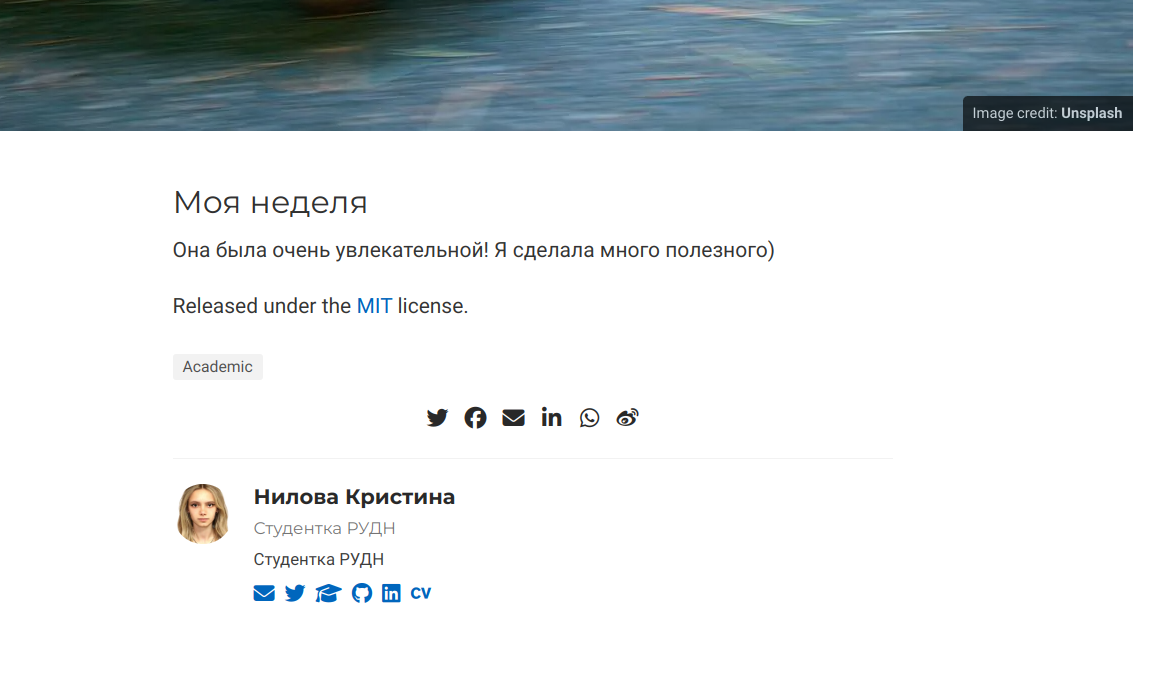 Image credit: Unsplash
Моя неделя
Она была очень увлекательной! Я сделала много полезного)
Released under the MIT license.
Academic
Нилова Кристина
Студентка РУДН
Студентка РУДН
CV